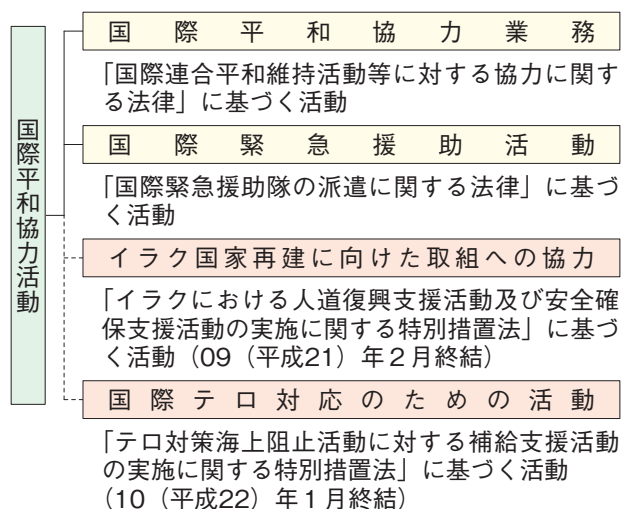 国際平和協力活動
国際平和協力業務
「国際連合平和維持活動等に対する協力に関す
る法律」に基づく活動
国際緊急援助活動
「国際緊急援助隊の派遣に関する法律」に基づ
く活動
イラク国家再建に向けた取組への協力
「イラクにおける人道復興支援活動及び安全確
保支援活動の実施に関する特別措置法」に基づ
く活動（09（平成21）年２月終結）
国際テロ対応のための活動
「テロ対策海上阻止活動に対する補給支援活動
の実施に関する特別措置法」に基づく活動
（10（平成22）年１月終結）